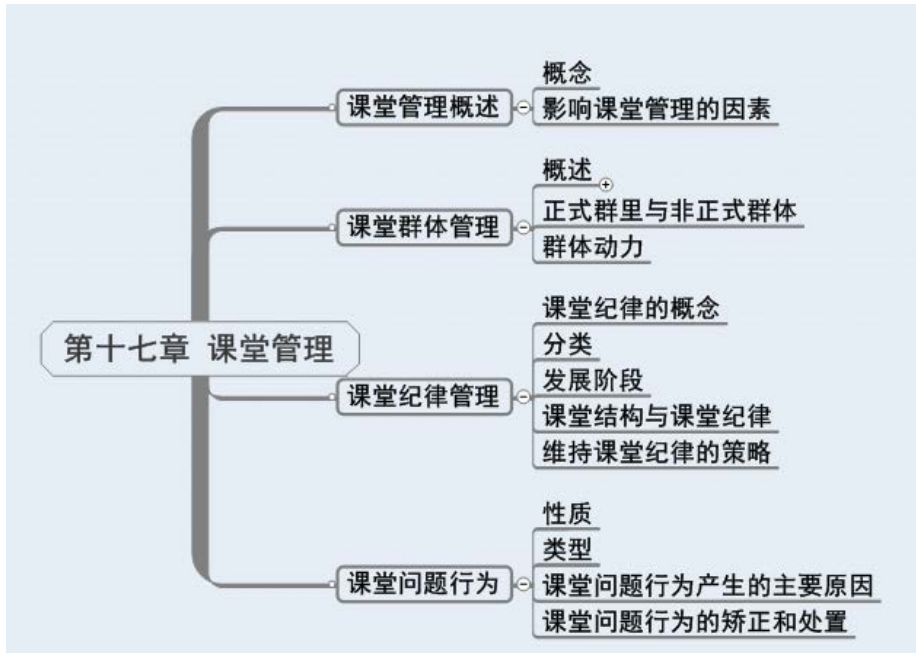 课堂管理概述
概念
影响课堂管理的因素
课堂群体管理
概述
正式群里与非正式群体
群体动力
第十七章 课堂管理
课堂纪律管理
课堂纪律的概念
分类
发展阶段
课堂结构与课堂纪律
维持课堂纪律的策略
课堂问题行为
性质
类型
课堂问题行为产生的主要原因
课堂问题行为的矫正和处置